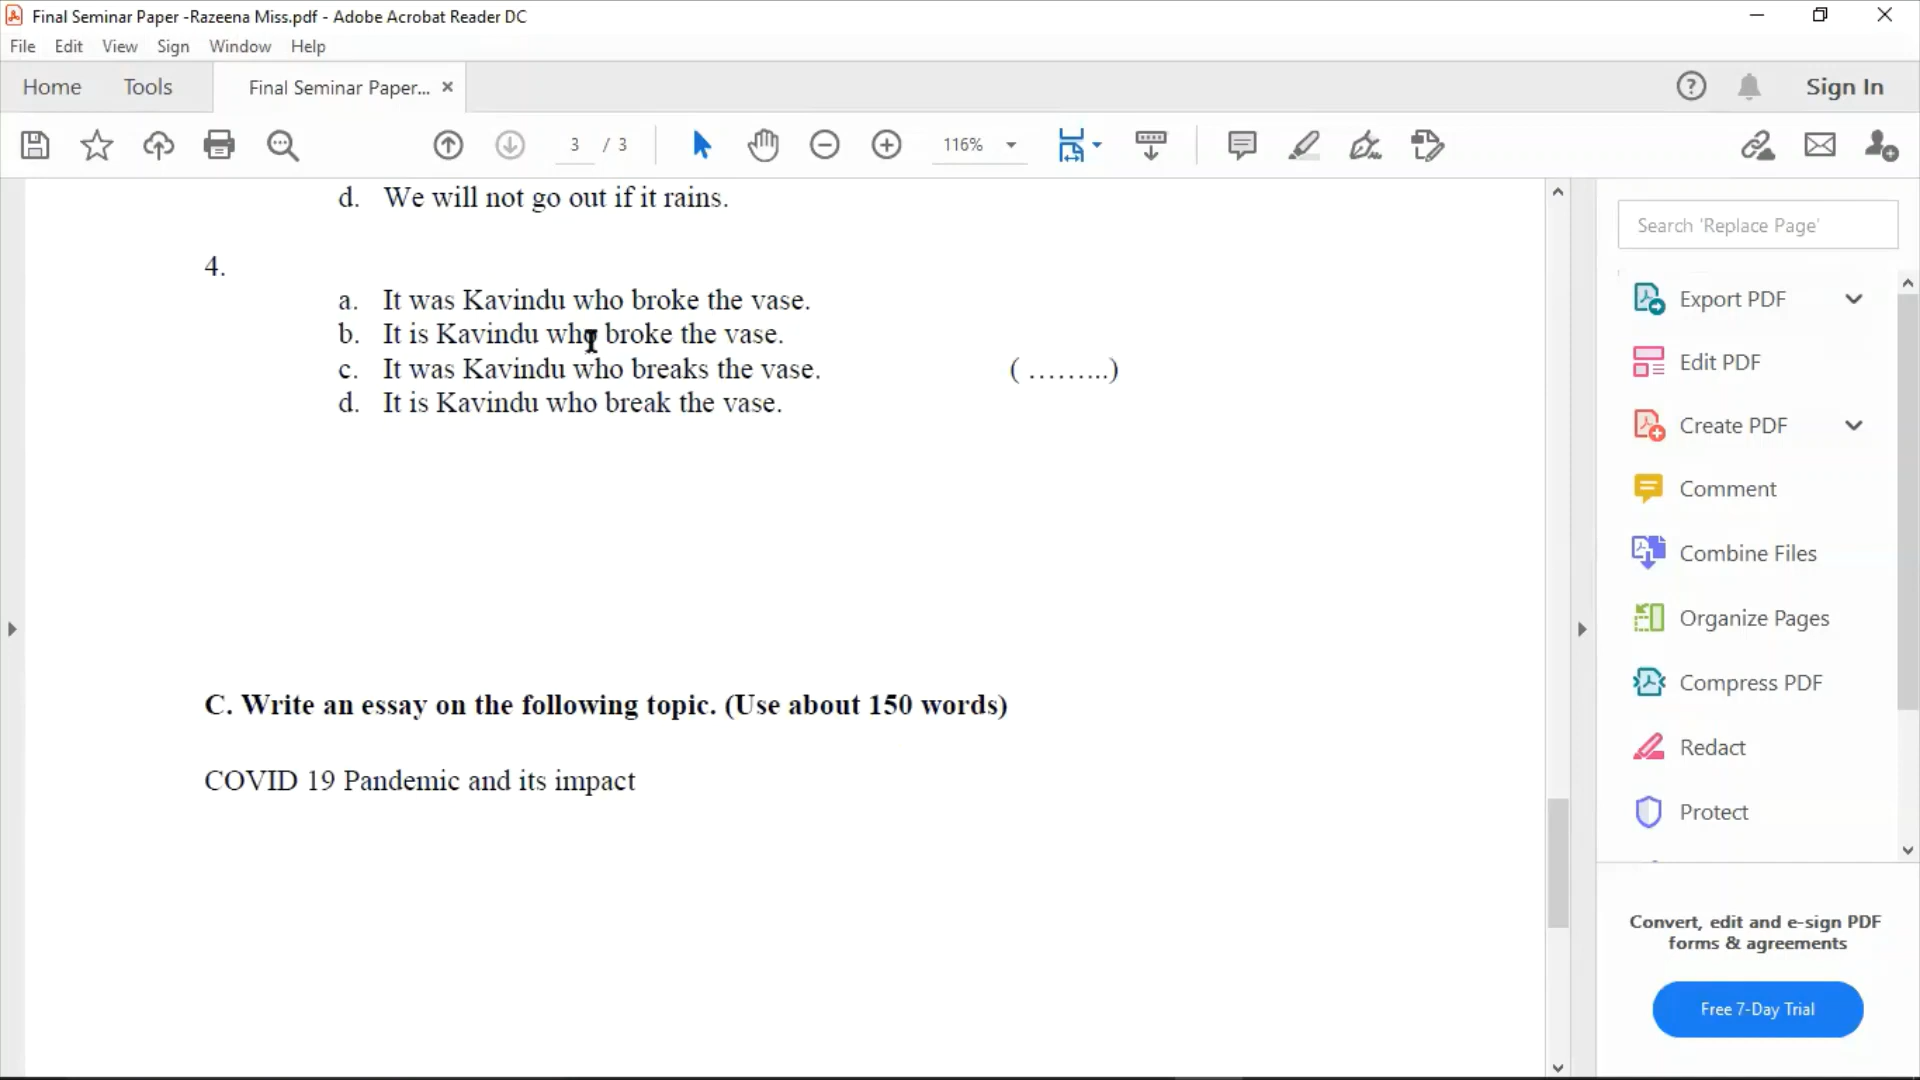 Final Seminar Paper -Razeena Miss.pdf - Adobe Acrobat Reader DC
File Edit View Sign Window Help
Home Tools Final Seminar Paper... × Sign In
3 / 3 116%
d. We will not go out if it rains.
4.
a. It was Kavindu who broke the vase.
b. It is Kavindu who broke the vase.
c. It was Kavindu who breaks the vase. ( ……...)
d. It is Kavindu who break the vase.
C. Write an essay on the following topic. (Use about 150 words)
COVID 19 Pandemic and its impact
Search 'Replace Page'
Export PDF
Edit PDF
Create PDF
Comment
Combine Files
Organize Pages
Compress PDF
Redact
Protect
Convert, edit and e-sign PDF
forms & agreements
Free 7-Day Trial